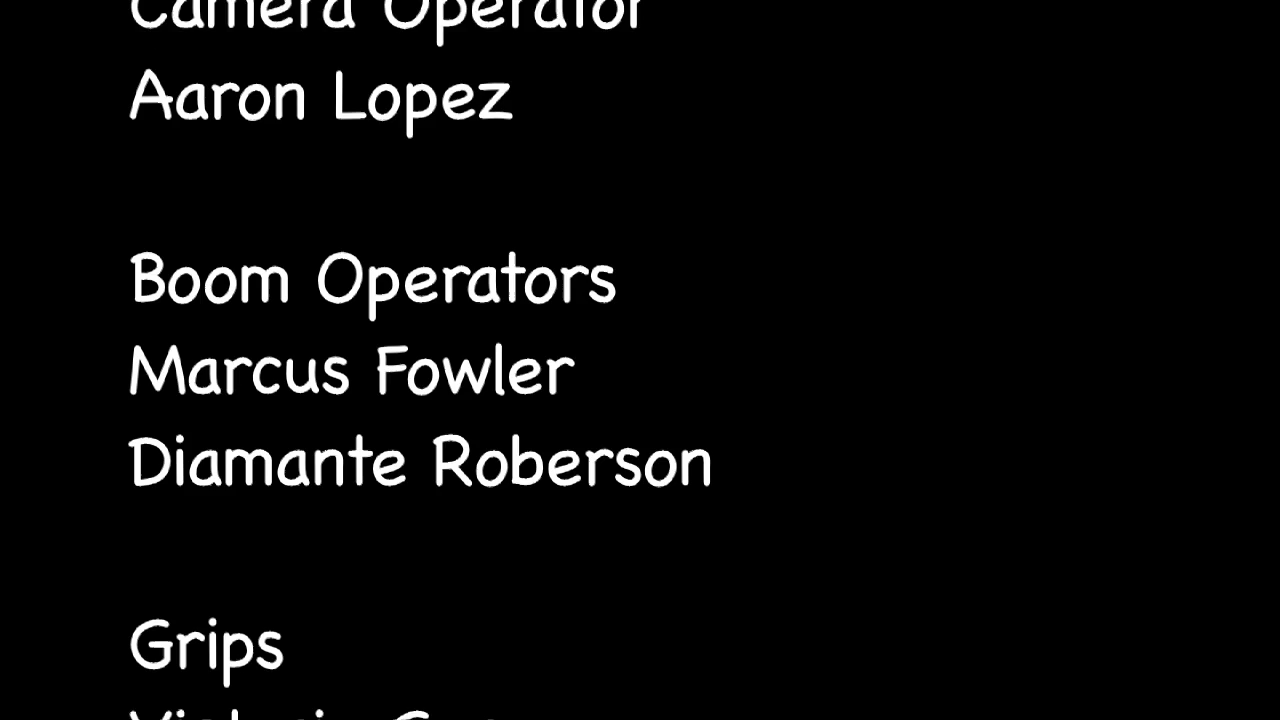 Camera Operator
Aaron Lopez
Boom Operators
Marcus Fowler
Diamante Roberson
Grips